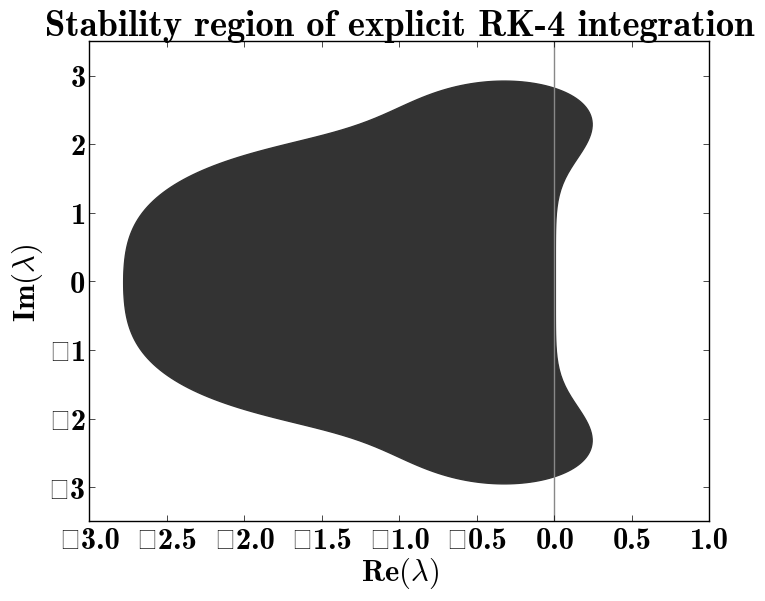 Stability region of explicit RK-4 integration
3
2
1
0
□1
□2
□3
Im(λ)
□3.0 □2.5 □2.0 □1.5 □1.0 □0.5 0.0 0.5 1.0
Re(λ)